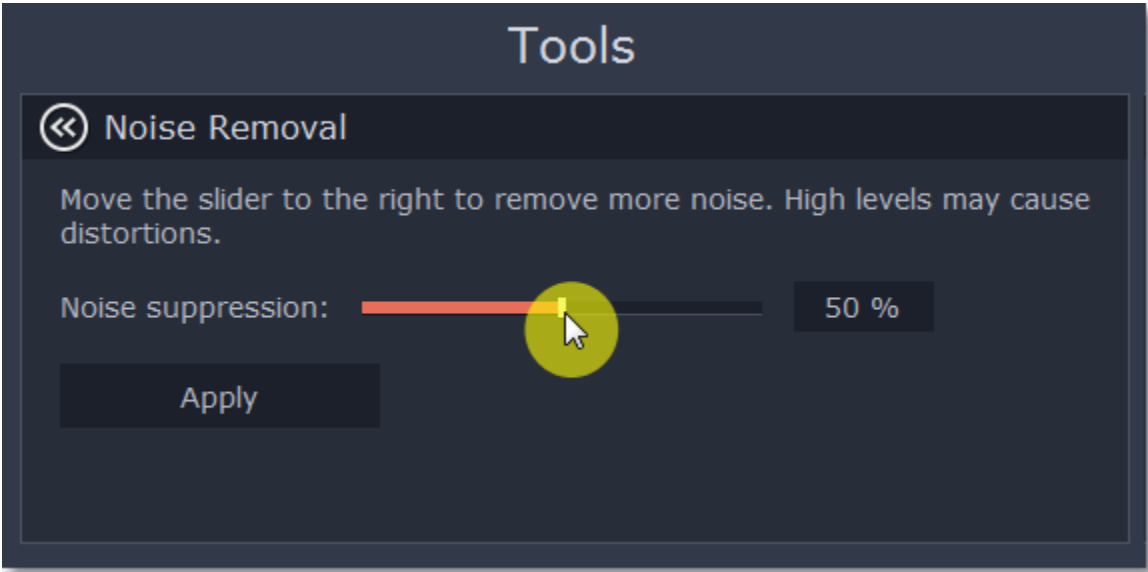 Tools
Noise Removal
Move the slider to the right to remove more noise. High levels may cause
distortions.
Noise suppression: 50 %
Apply